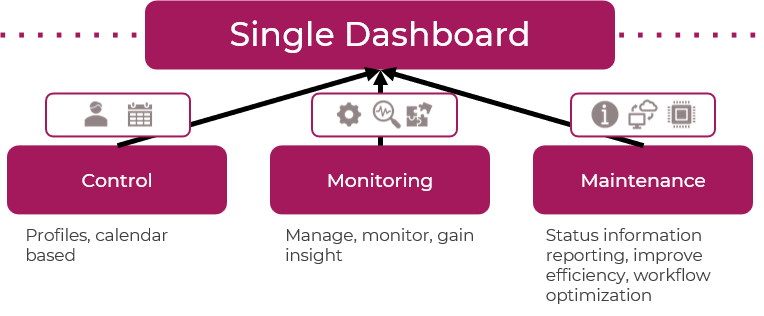 Single Dashboard
Control
Monitoring
Maintenance
Profiles, calendar
based
Manage, monitor, gain
insight
Status information
reporting, improve
efficiency, workflow
optimization